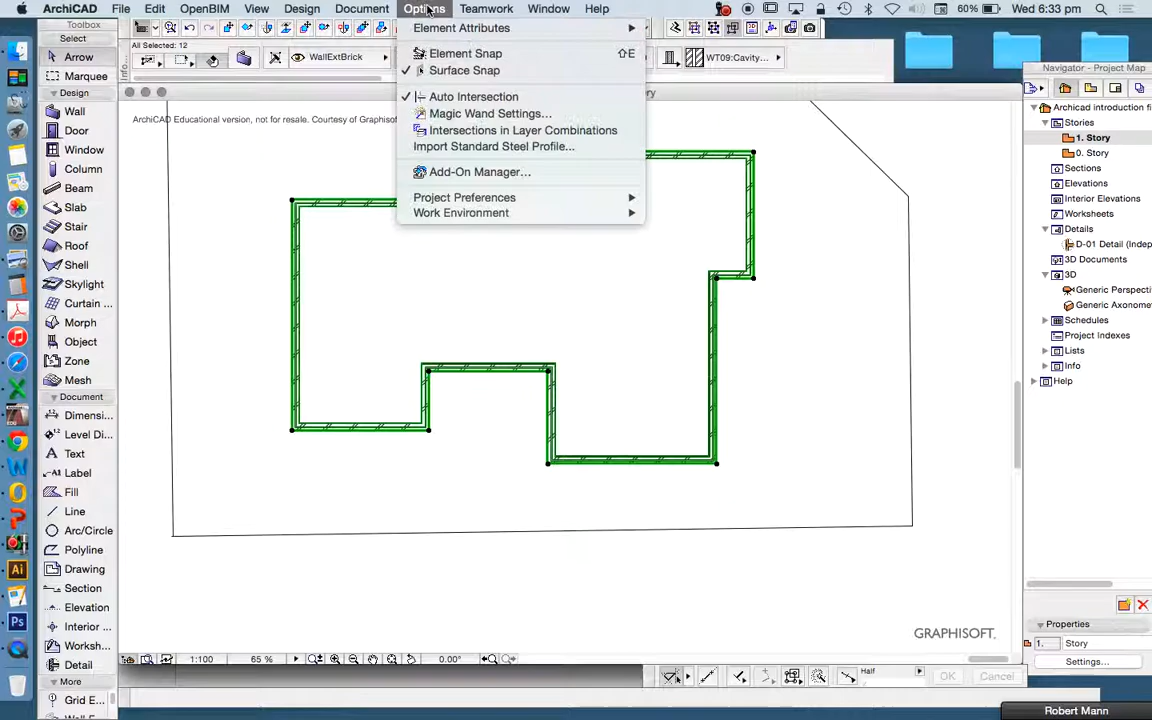 ArchiCAD File Edit OpenBIM View Design Document Options Teamwork Window Help 60% Wed 6:33 pm
Toolbox
Select
Arrow
Marquee
Design
Wall
Door
Window
Column
Beam
Slab
Stair
Roof
Shell
Skylight
Curtain ...
Morph
Object
Zone
Mesh
Document
Dimensi...
Level Di...
Text
Label
Fill
Line
Arc/Circle
Polyline
Drawing
Section
Elevation
Interior ...
Worksh...
Detail
More
Grid E...
All Selected: 12
WallExtBrick
WT09:Cavity...
ArchiCAD Educational version, not for resale. Courtesy of Graphisof
Element Attributes
Element Snap ⇧E
Surface Snap
Auto Intersection
Magic Wand Settings...
Intersections in Layer Combinations
Import Standard Steel Profile...
Add-On Manager...
Project Preferences
Work Environment
GRAPHISOFT.
1:100 65 % 0.00°
Half
OK Cancel
Navigator - Project Map
Archicad introduction fi
Stories
1. Story
0. Story
Sections
Elevations
Interior Elevations
Worksheets
Details
D-01 Detail (Indep
3D Documents
3D
Generic Perspecti
Generic Axonome
Schedules
Project Indexes
Lists
Info
Help
Properties
1. Story
Settings...
Robert Mann